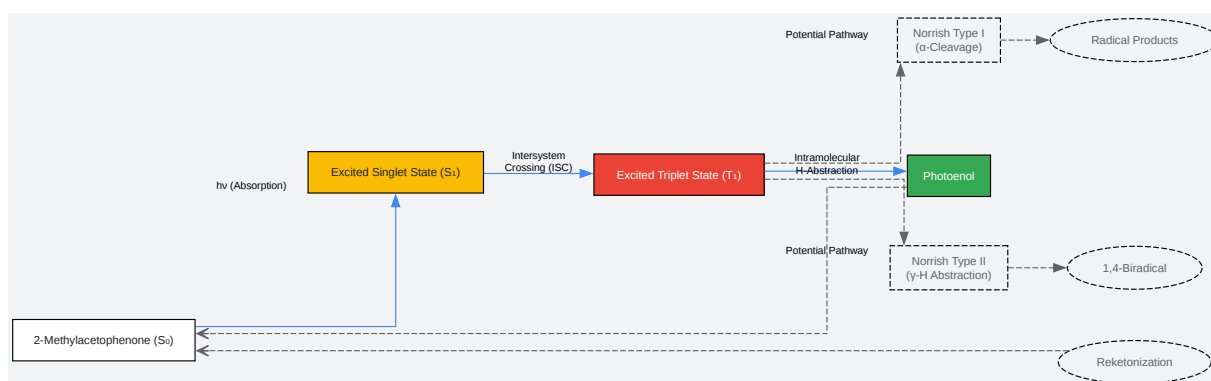 Potential Pathway
Norrish Type I
(α-Cleavage)
Radical Products
hν (Absorption)
Excited Singlet State (S₁)
Intersystem
Crossing (ISC)
Excited Triplet State (T₁)
Intramolecular
H-Abstraction
Photoenol
Potential Pathway
Norrish Type II
(γ-H Abstraction)
1,4-Biradical
2-Methylacetophenone (S₀)
Reketonization